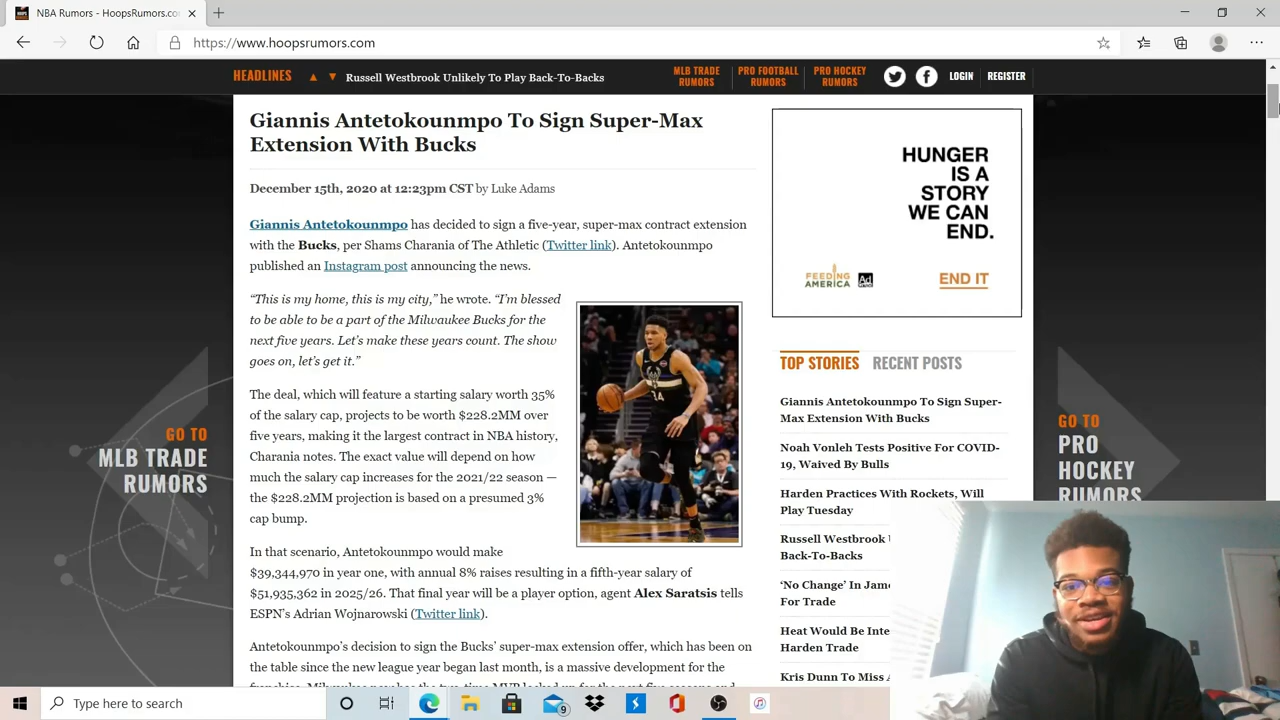 NBA Rumors - HoopsRumors.co
https://www.hoopsrumors.com
HEADLINES
Russell Westbrook Unlikely To Play Back-To-Backs
MLB TRADE
RUMORS
PRO FOOTBALL
RUMORS
PRO HOCKEY
RUMORS
LOGIN
REGISTER
Giannis Antetokounmpo To Sign Super-Max
Extension With Bucks
December 15th, 2020 at 12:23pm CST by Luke Adams
Giannis Antetokounmpo has decided to sign a five-year, super-max contract extension
with the Bucks, per Shams Charania of The Athletic (Twitter link). Antetokounmpo
published an Instagram post announcing the news.
“This is my home, this is my city,” he wrote. “I’m blessed
to be able to be a part of the Milwaukee Bucks for the
next five years. Let’s make these years count. The show
goes on, let’s get it.”
The deal, which will feature a starting salary worth 35%
of the salary cap, projects to be worth $228.2MM over
five years, making it the largest contract in NBA history,
Charania notes. The exact value will depend on how
much the salary cap increases for the 2021/22 season —
the $228.2MM projection is based on a presumed 3%
cap bump.
In that scenario, Antetokounmpo would make
$39,344,970 in year one, with annual 8% raises resulting in a fifth-year salary of
$51,935,362 in 2025/26. That final year will be a player option, agent Alex Saratsis tells
ESPN’s Adrian Wojnarowski (Twitter link).
Antetokounmpo’s decision to sign the Bucks’ super-max extension offer, which has been
on the table since the new league year began last month, is a massive development for the
34
HUNGER
IS A
STORY
WE CAN
END.
FEEDING
AMERICA
Ad
END IT
TOP STORIES
RECENT POSTS
Giannis Antetokounmpo To Sign Super-
Max Extension With Bucks
Noah Vonleh Tests Positive For COVID-
19, Waived By Bulls
Harden Practices With Rockets, Will
Play Tuesday
Russell Westbrook
Back-To-Backs
‘No Change’ In Jam
For Trade
Heat Would Be Inte
Harden Trade
Kris Dunn To Miss
GO TO
MLB TRADE
RUMORS
GO TO
PRO
HOCKEY
RUMORS
Type here to search
9